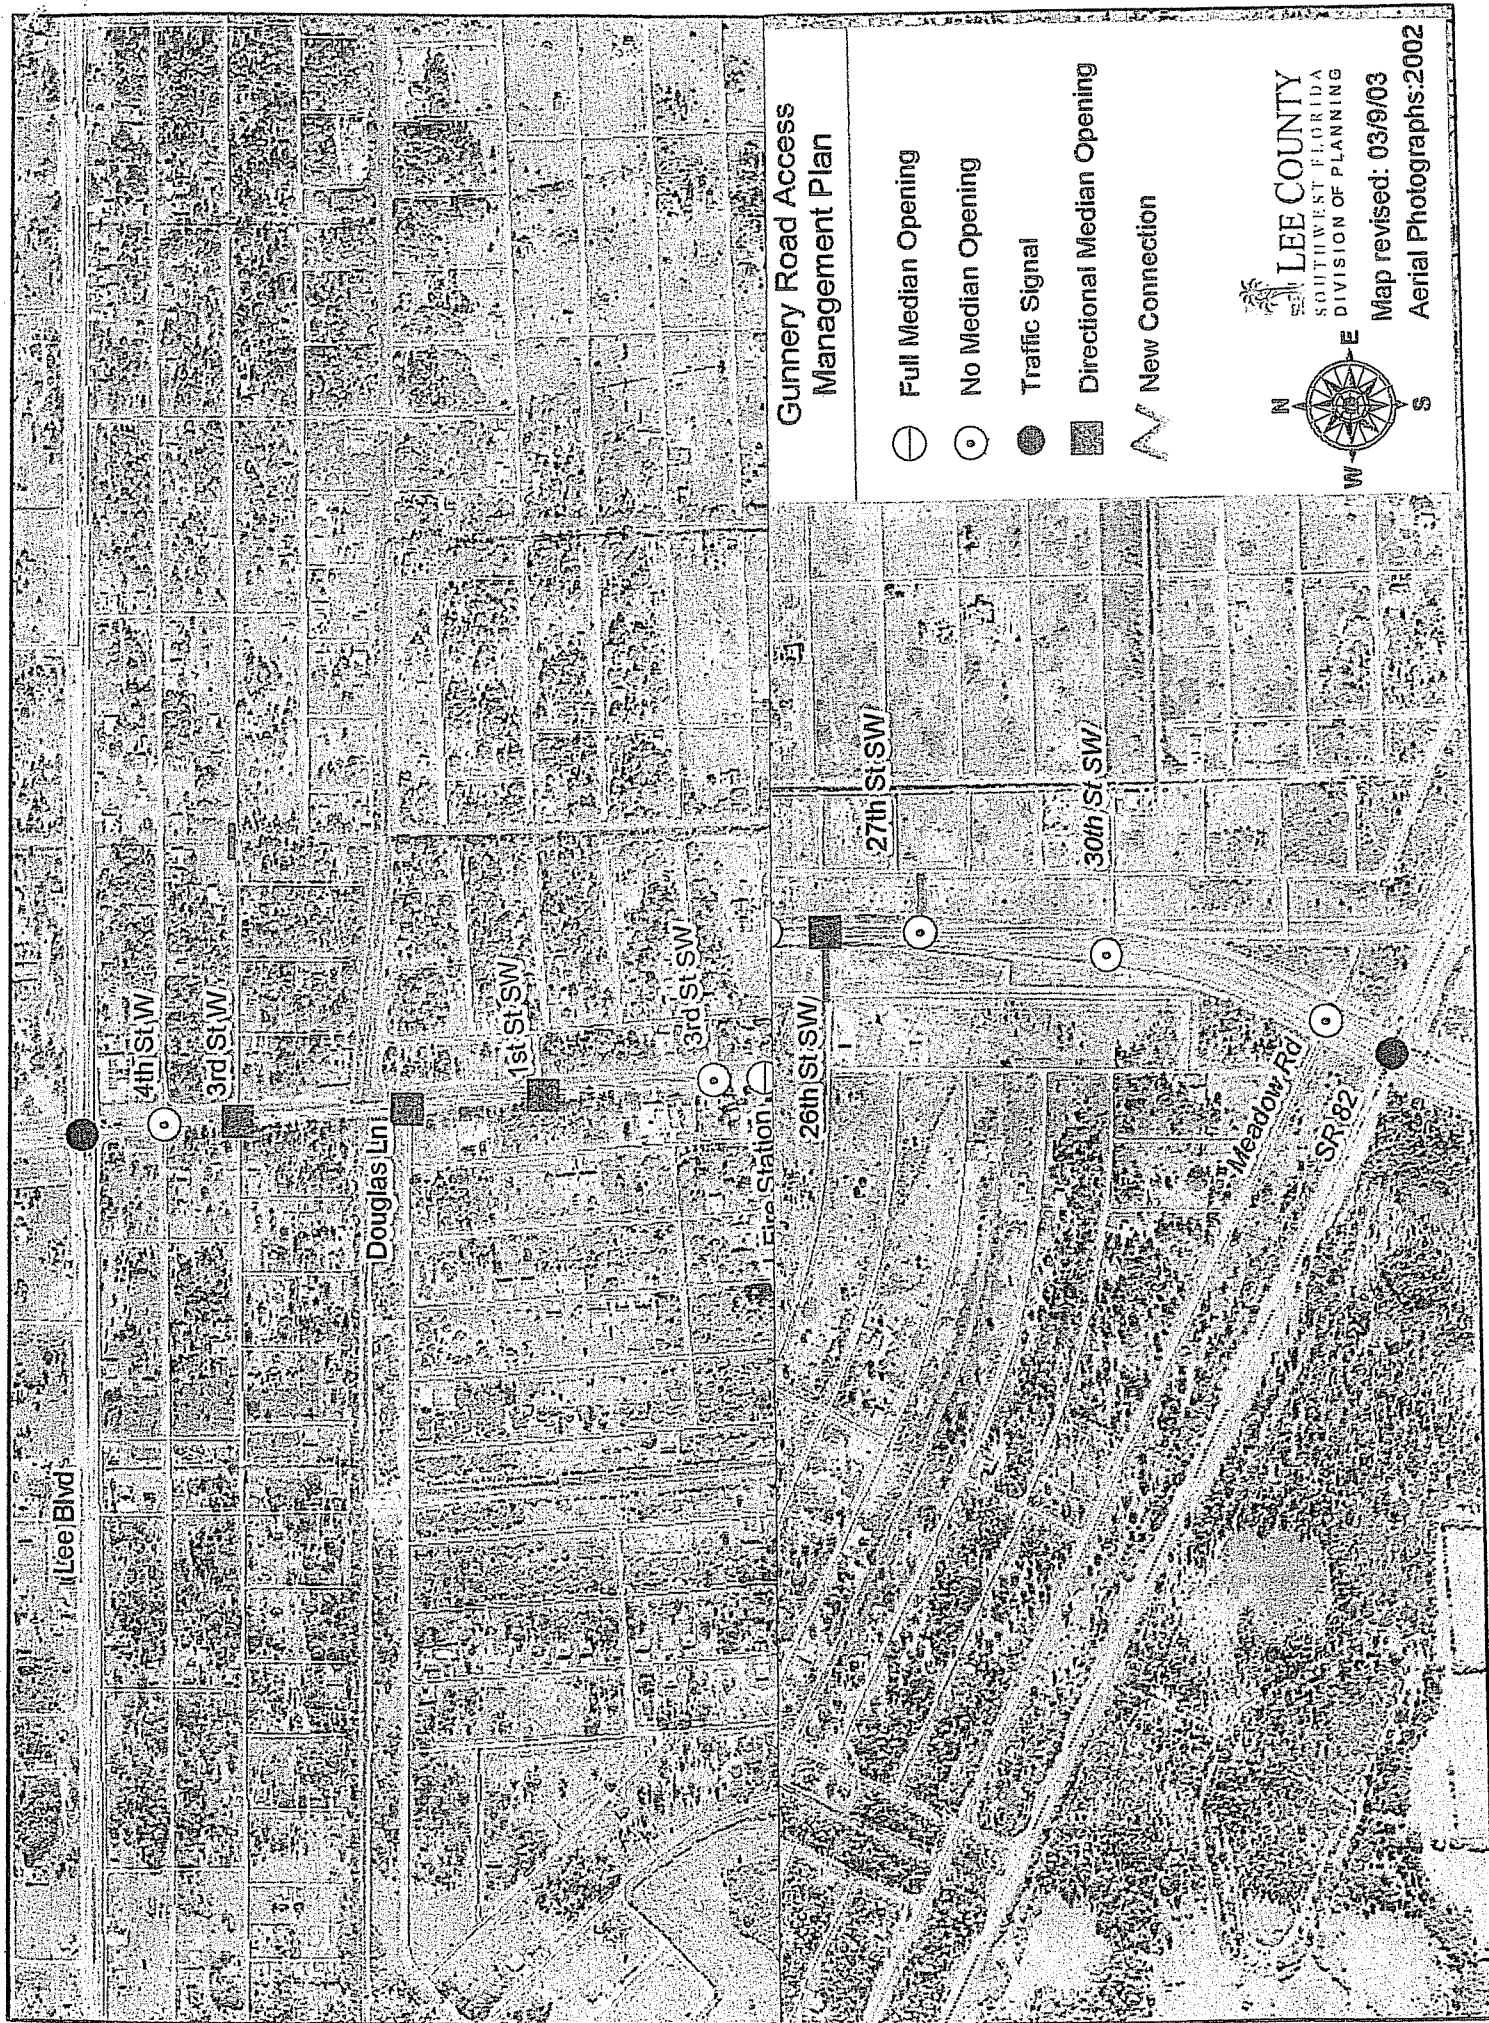 Gunnery Road Access
Management Plan
Full Median Opening
No Median Opening
Traffic Signal
Directional Median Opening
New Connection
LEE COUNTY
SOUTHWEST FLORIDA
DIVISION OF PLANNING
N
W
E
S
Map revised: 03/9/03
Aerial Photographs:2002
Lee Blvd
4th St W
3rd St W
Douglas Ln
1st St SW
3rd St SW
Fire Station
26th St SW
27th St SW
30th St SW
Meadow Rd
SR 82